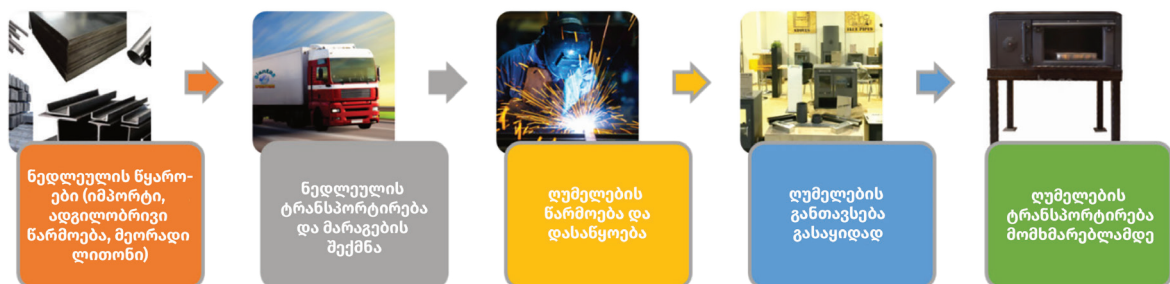 ნედლეულის წყარო-
ები (იმპორტი,
ადგილობრივი
წარმოება, მეორადი
ლითონი)
ნედლეულის
ტრანსპორტირება
და მარაგების
შექმნა
ღუმელების
წარმოება და
დასაწყოება
ღუმელების
განთავსება
გასაყიდად
ღუმელების
ტრანსპორტირება
მომხმარებლამდე